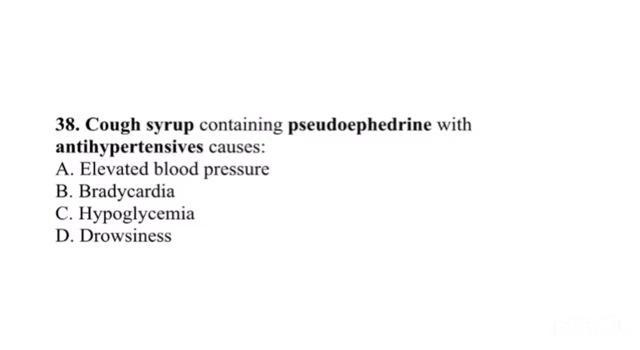 38. Cough syrup containing pseudoephedrine with
antihypertensives causes:
A. Elevated blood pressure
B. Bradycardia
C. Hypoglycemia
D. Drowsiness